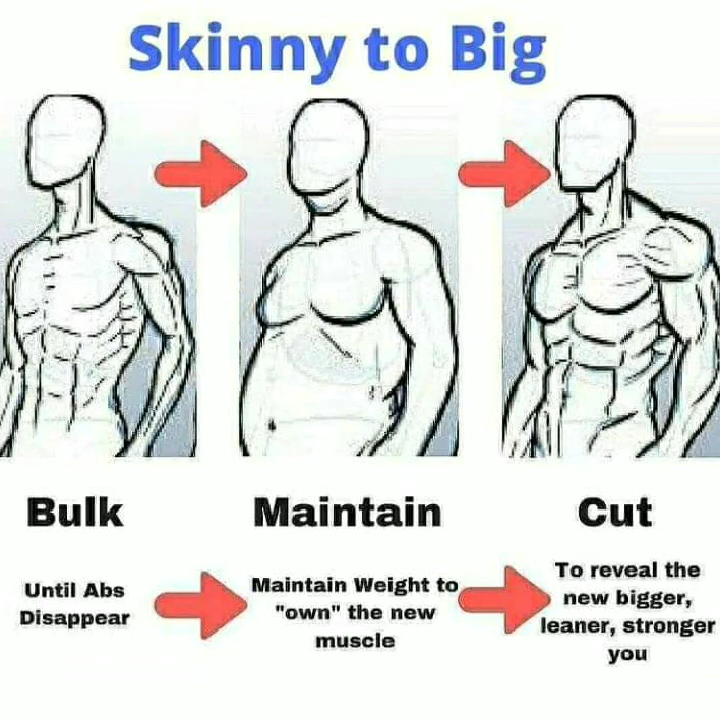 Skinny to Big
Bulk
Until Abs
Disappear
Maintain
Maintain Weight to
"own" the new
muscle
Cut
To reveal the
new bigger,
leaner, stronger
you